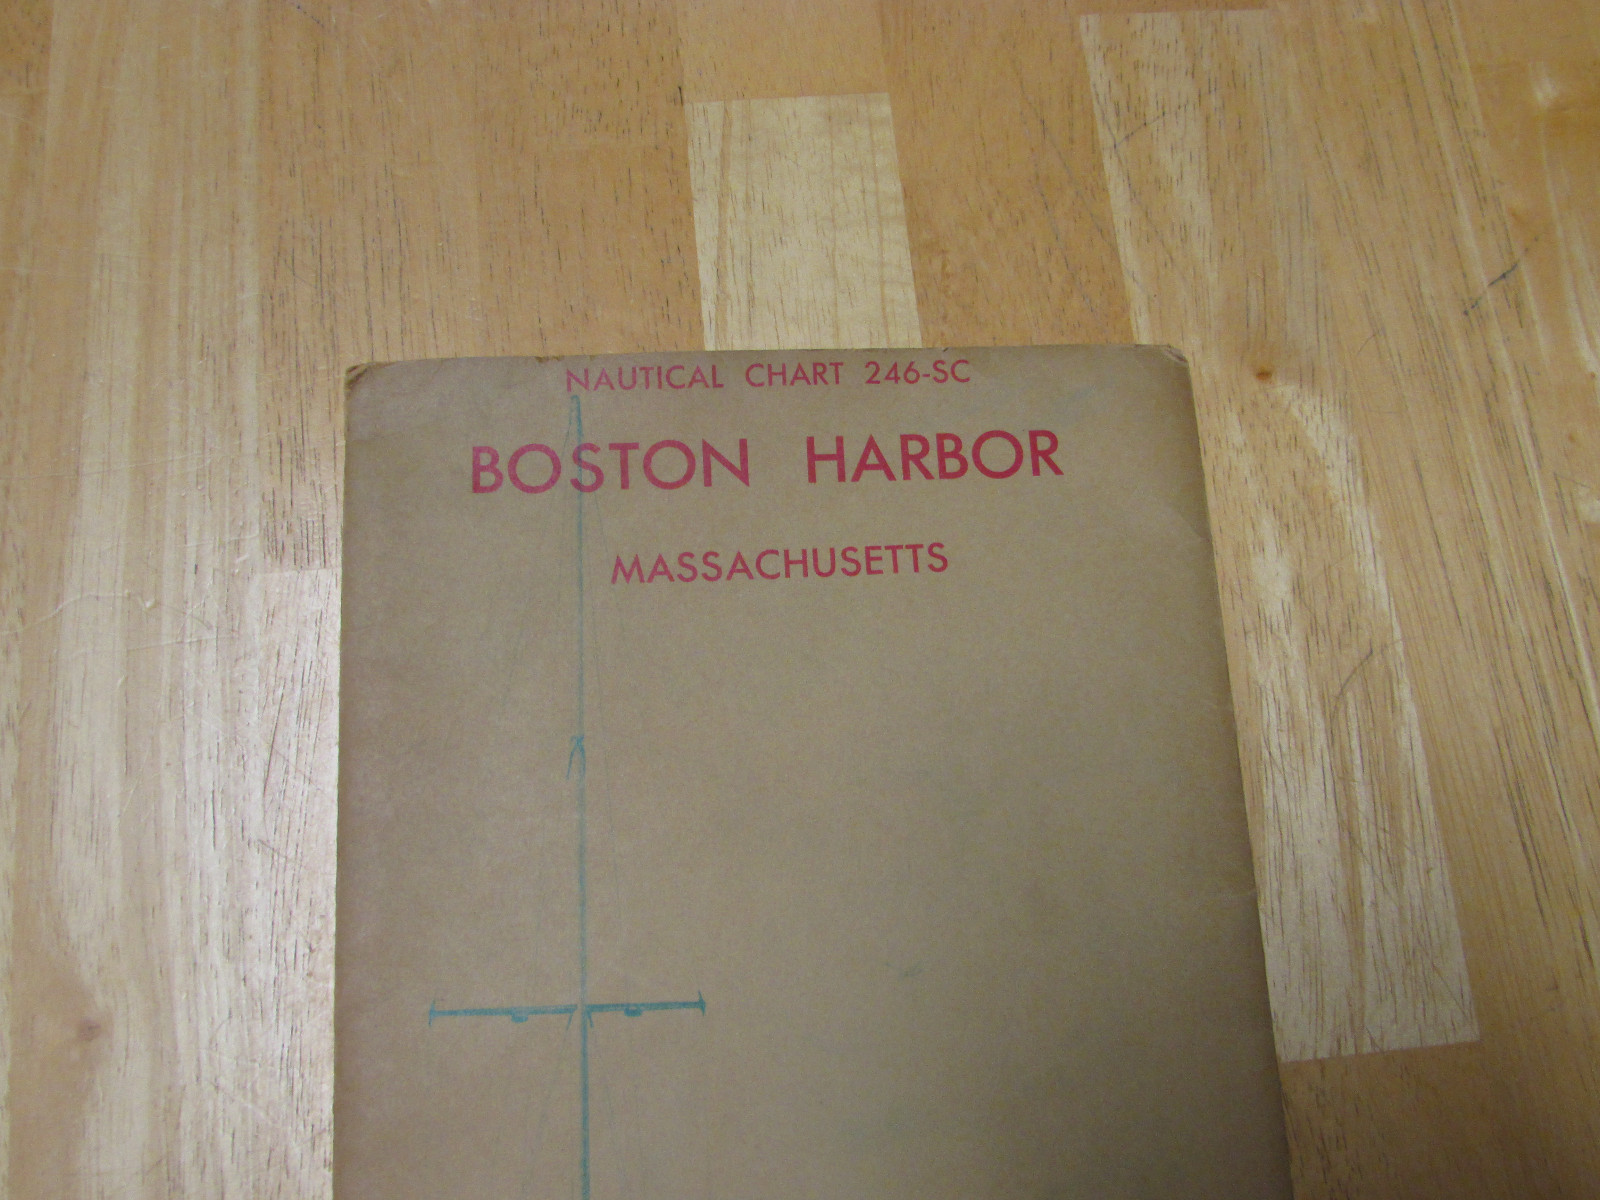 NAUTICAL CHART 246-SC
BOSTON HARBOR
MASSACHUSETTS